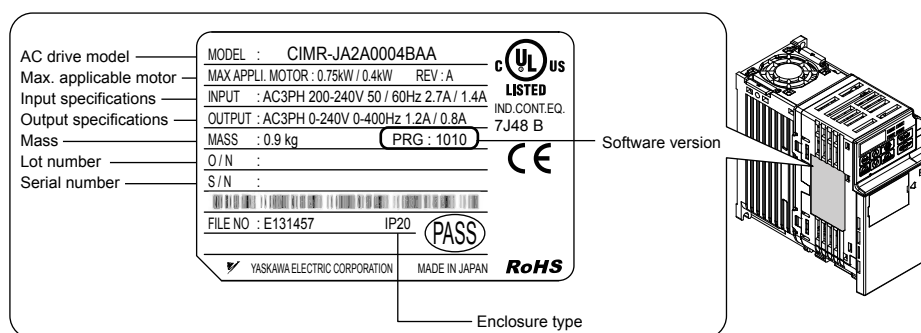 AC drive model
Max. applicable motor
Input specifications
Output specifications
Mass
Lot number
Serial number
MODEL : CIMR-JA2A0004BAA
MAX APPLI. MOTOR : 0.75kW / 0.4kW REV : A
INPUT : AC3PH 200-240V 50 / 60Hz 2.7A / 1.4A
OUTPUT : AC3PH 0-240V 0-400Hz 1.2A / 0.8A
MASS : 0.9 kg PRG : 1010
O / N :
S / N :
FILE NO : E131457 IP20
PASS
YASKAWA ELECTRIC CORPORATION MADE IN JAPAN
C UL US
LISTED
IND.CONT.EQ.
7J48 B
CE
RoHS
Software version
Enclosure type